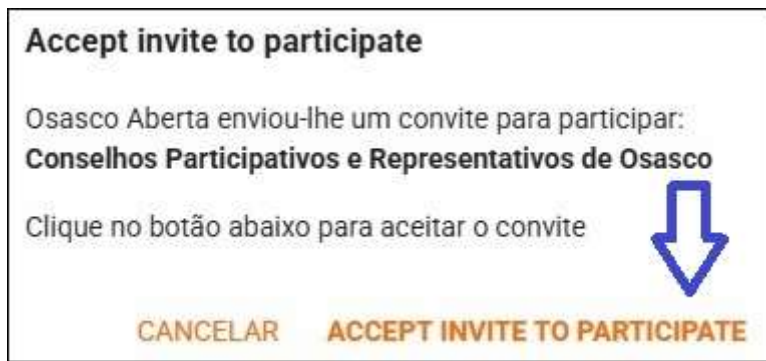 Accept invite to participate
Osasco Aberta enviou-lhe um convite para participar:
Conselhos Participativos e Representativos de Osasco
Clique no botão abaixo para aceitar o convite
CANCELAR ACCEPT INVITE TO PARTICIPATE